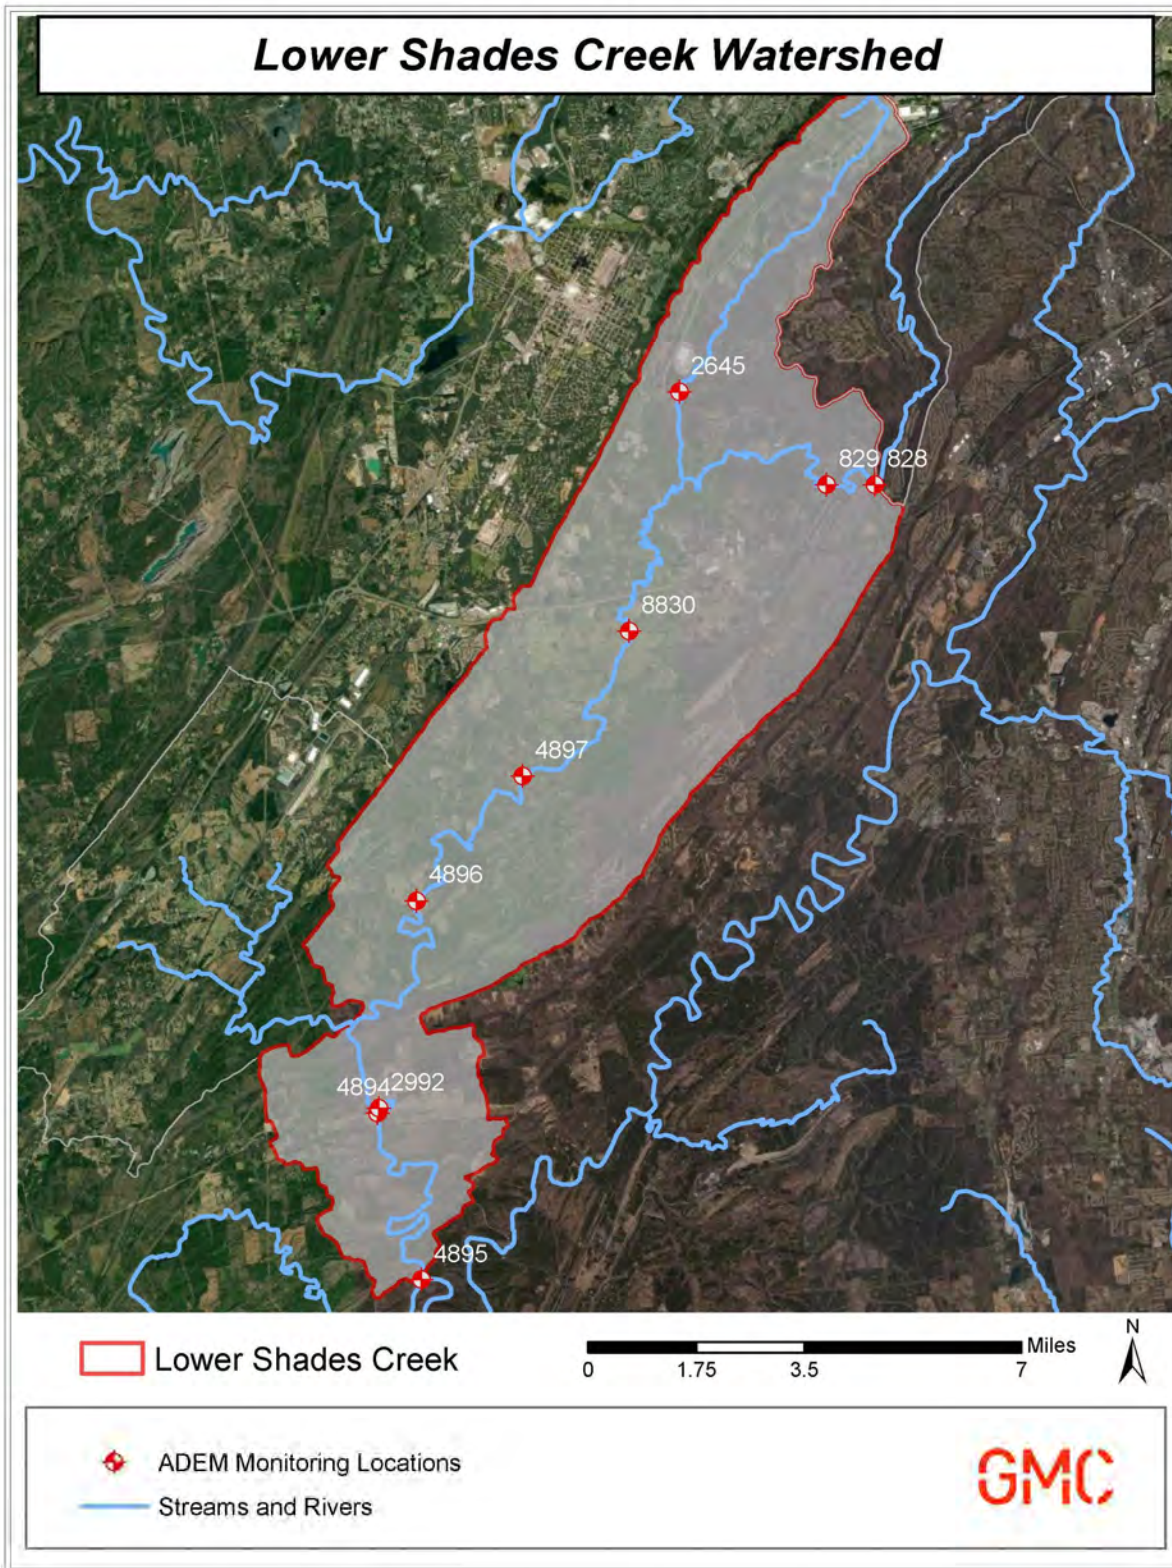 Lower Shades Creek Watershed
2645
829 828
8830
4897
4896
4894 2992
4895
Lower Shades Creek
Miles
0 1.75 3.5 7
N
ADEM Monitoring Locations
Streams and Rivers
GMC